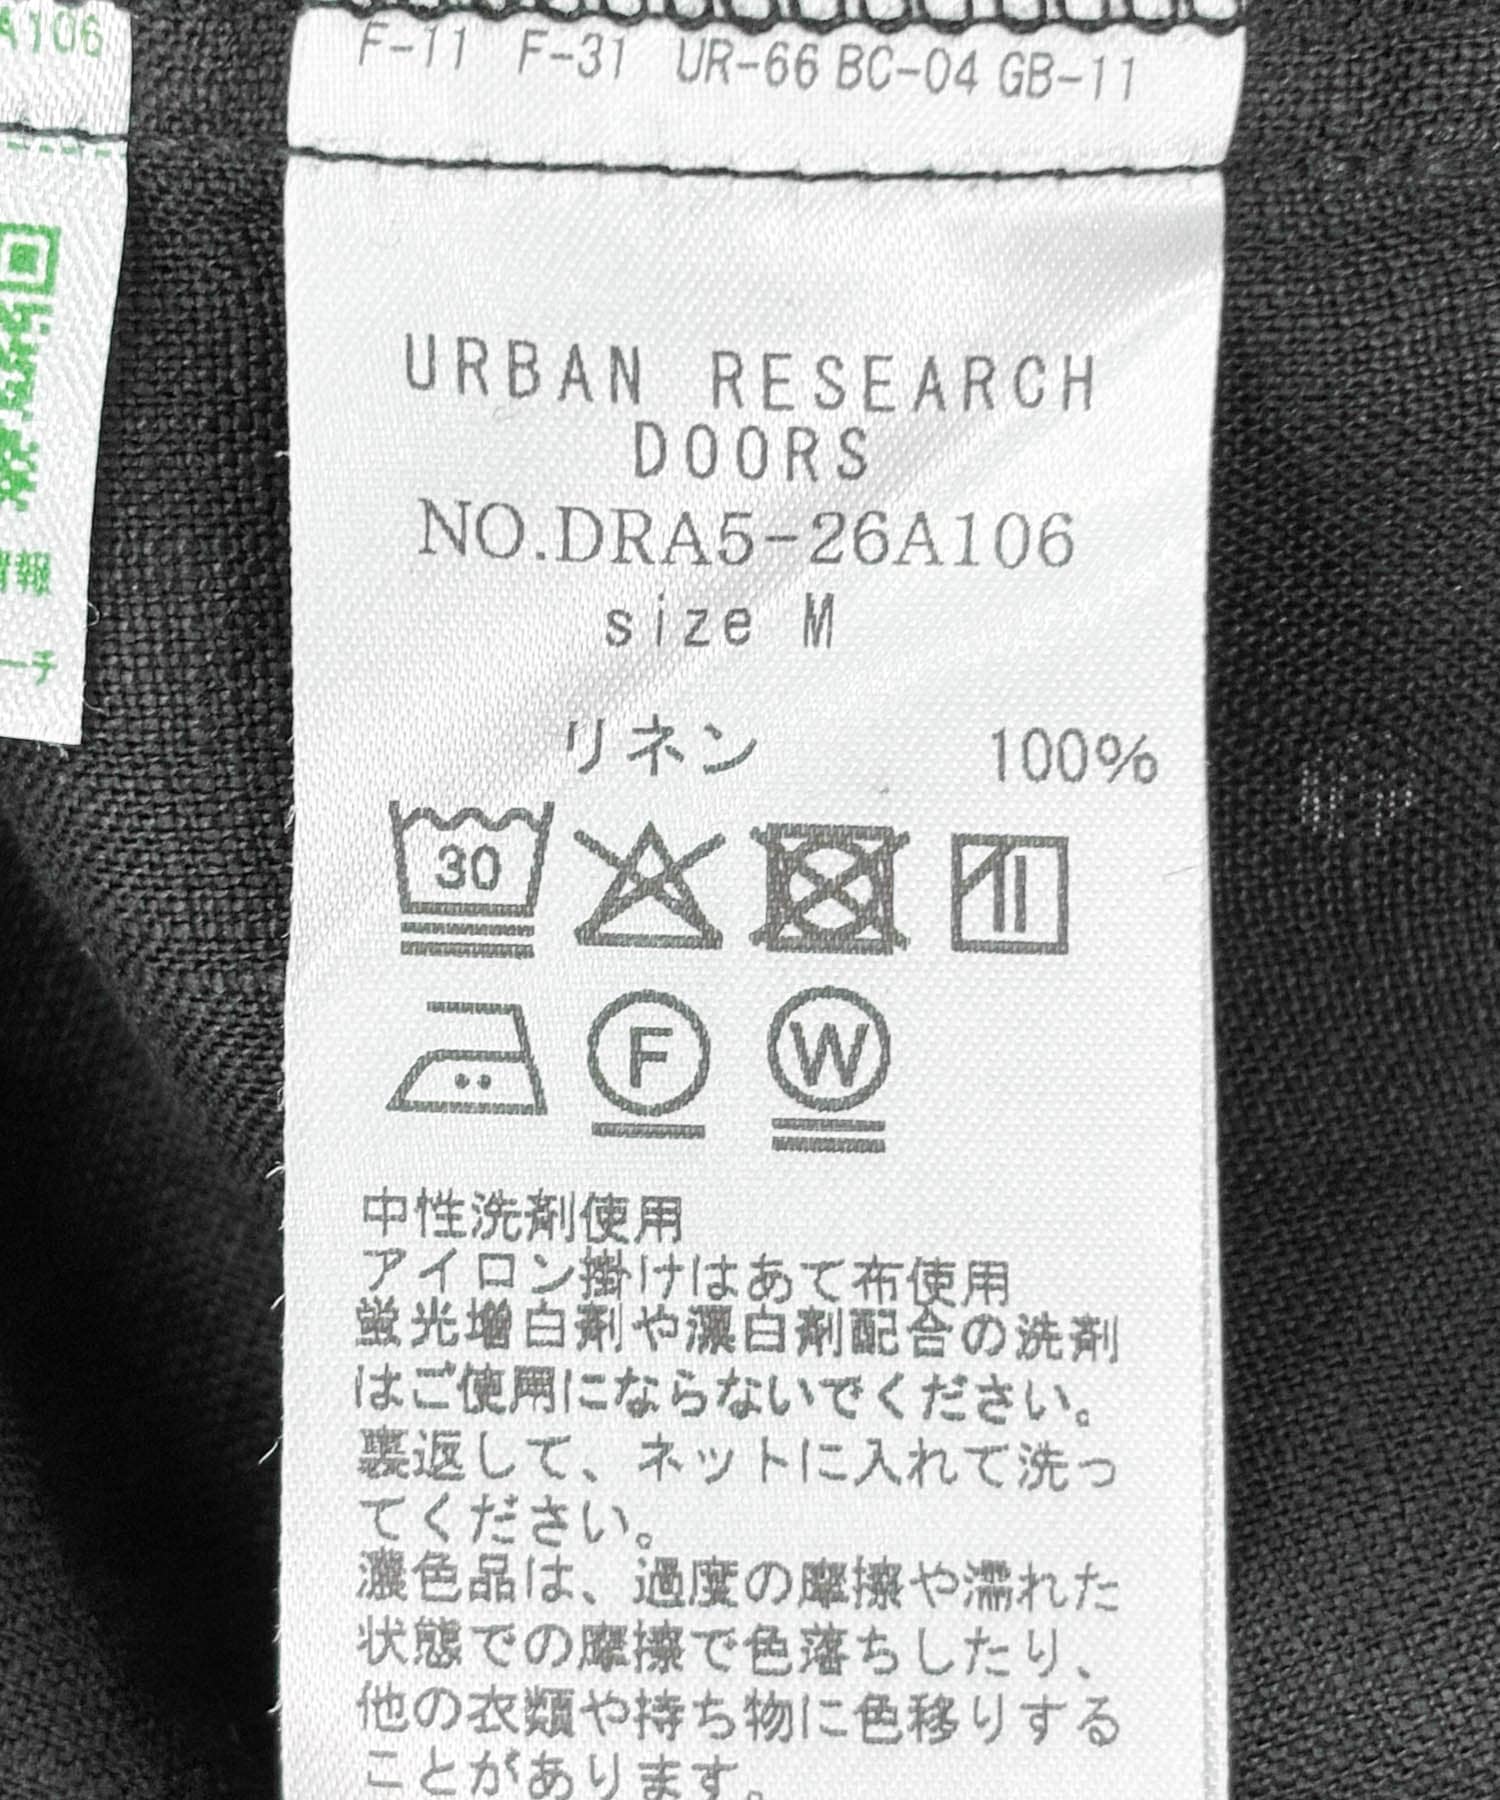 A106
情報
ーチ
F-11 F-31 UR-66 BC-04 GB-11
URBAN RESEARCH
DOORS
NO.DRA5-26A106
size M
リネン 100%
30
F W
中性洗剤使用
アイロン掛けはあて布使用
蛍光増白剤や漂白剤配合の洗剤
はご使用にならないでください。
裏返して、ネットに入れて洗っ
てください。
濃色品は、過度の摩擦や濡れた
状態での摩擦で色落ちしたり、
他の衣類や持ち物に色移りする
ことがあります。